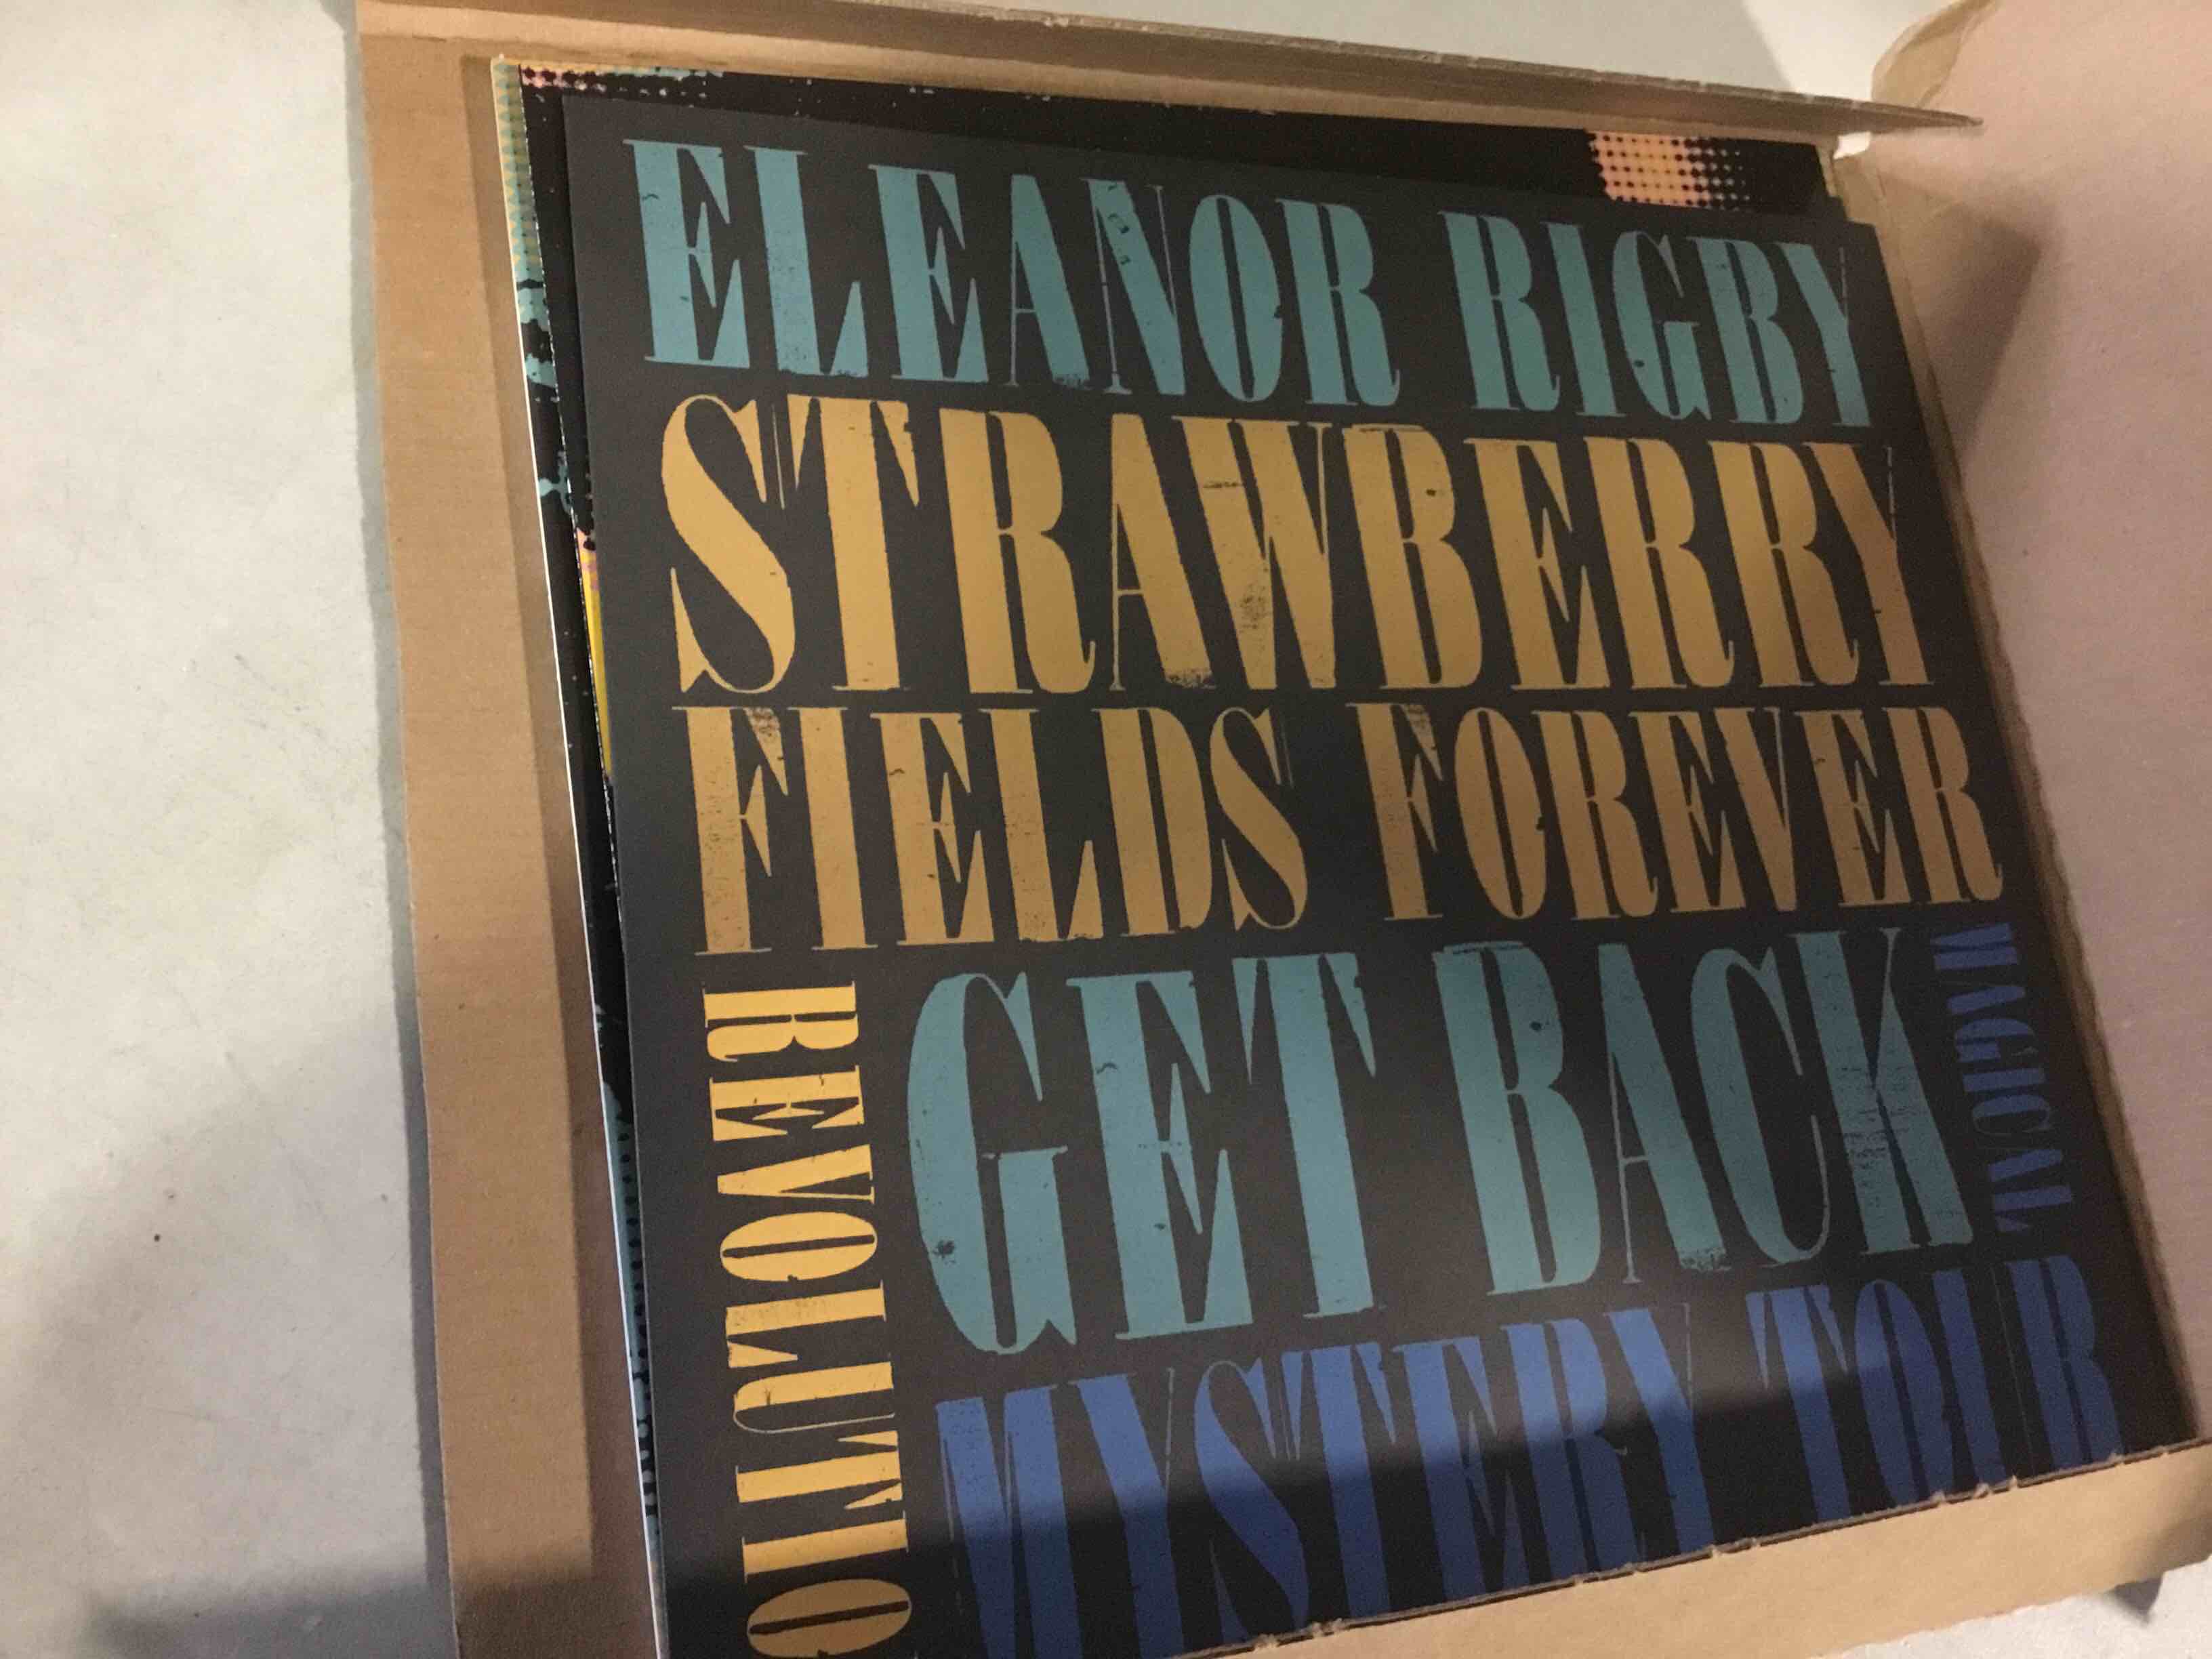 ELEANOR RIGBY
STRAWBERRY
FIELDS FOREVER
REVOLUTIO
GET BACK
MAGICAL
MYSTERY TOUR